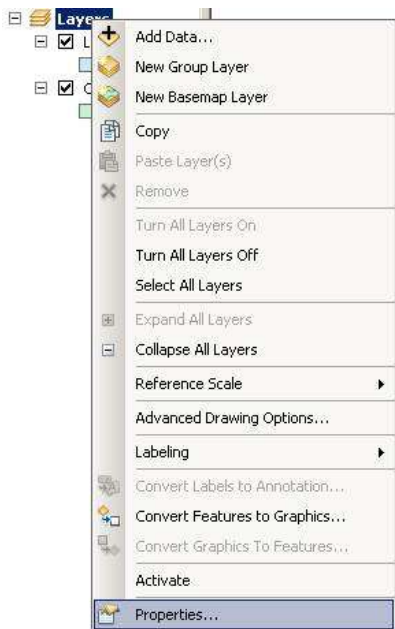 Layers
L
C
Add Data...
New Group Layer
New Basemap Layer
Copy
Paste Layer(s)
Remove
Turn All Layers On
Turn All Layers Off
Select All Layers
Expand All Layers
Collapse All Layers
Reference Scale
Advanced Drawing Options...
Labeling
Convert Labels to Annotation...
Convert Features to Graphics...
Convert Graphics To Features...
Activate
Properties...